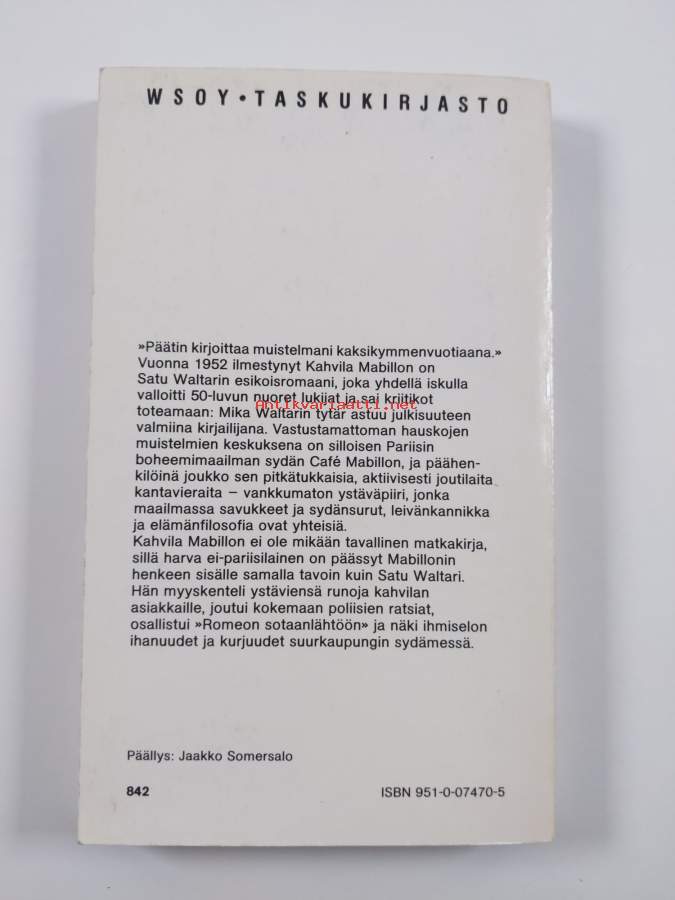 WSOY • TASKUKIRJASTO
»Päätin kirjoittaa muistelmani kaksikymmenvuotiaana.»
Vuonna 1952 ilmestynyt Kahvila Mabillon on
Satu Waltarin esikoisromaani, joka yhdellä iskulla
valloitti 50-luvun nuoret lukijat ja sai kriitikot
Antikvariaatti.net
toteamaan: Mika Waltarin tytär astuu julkisuuteen
valmiina kirjailijana. Vastustamattoman hauskojen
muistelmien keskuksena on silloisen Pariisin
boheemimaailman sydän Café Mabillon, ja päähen-
kilöinä joukko sen pitkätukkaisia, aktiivisesti joutilaita
kantavieraita – vankkumaton ystäväpiiri, jonka
maailmassa savukkeet ja sydänsurut, leivänkannikka
ja elämänfilosofia ovat yhteisiä.
Kahvila Mabillon ei ole mikään tavallinen matkakirja,
sillä harva ei-pariisilainen on päässyt Mabillonin
henkeen sisälle samalla tavoin kuin Satu Waltari.
Hän myyskenteli ystäviensä runoja kahvilan
asiakkaille, joutui kokemaan poliisien ratsiat,
osallistui »Romeon sotaanlähtöön» ja näki ihmiselon
ihanuudet ja kurjuudet suurkaupungin sydämessä.
Päällys: Jaakko Somersalo
842
ISBN 951-0-07470-5